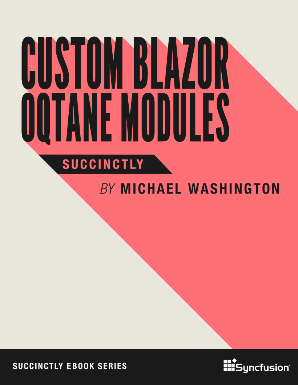 CUSTOM BLAZOR
OQTANE MODULES
SUCCINCTLY
BY MICHAEL WASHINGTON
SUCCINCTLY EBOOK SERIES
Syncfusion